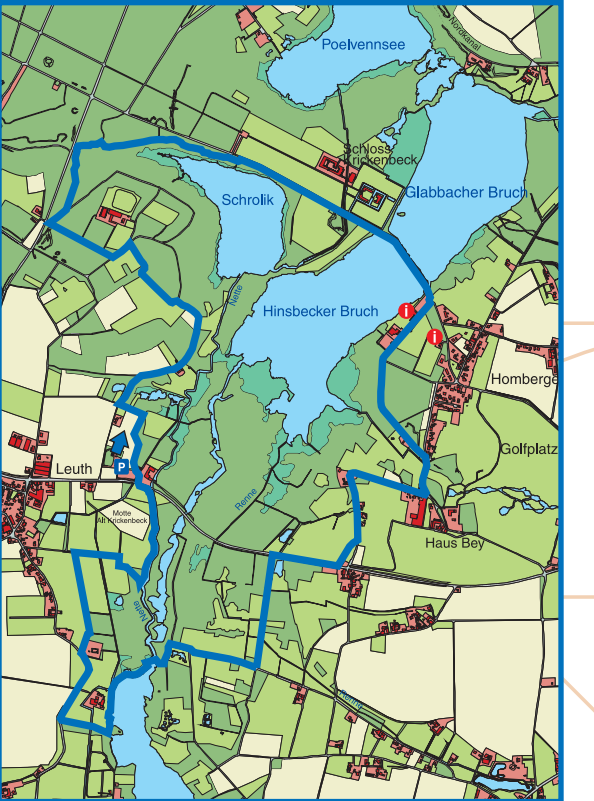 Nordkanal
Poelvennsee
Schloss
Krickenbeck
Schrolik
Glabbacher Bruch
Nette
Hinsbecker Bruch
i
i
Homberge
Golfplatz
Leuth
P
Renne
Motte
Alt Krickenbeck
Haus Bey
Nette